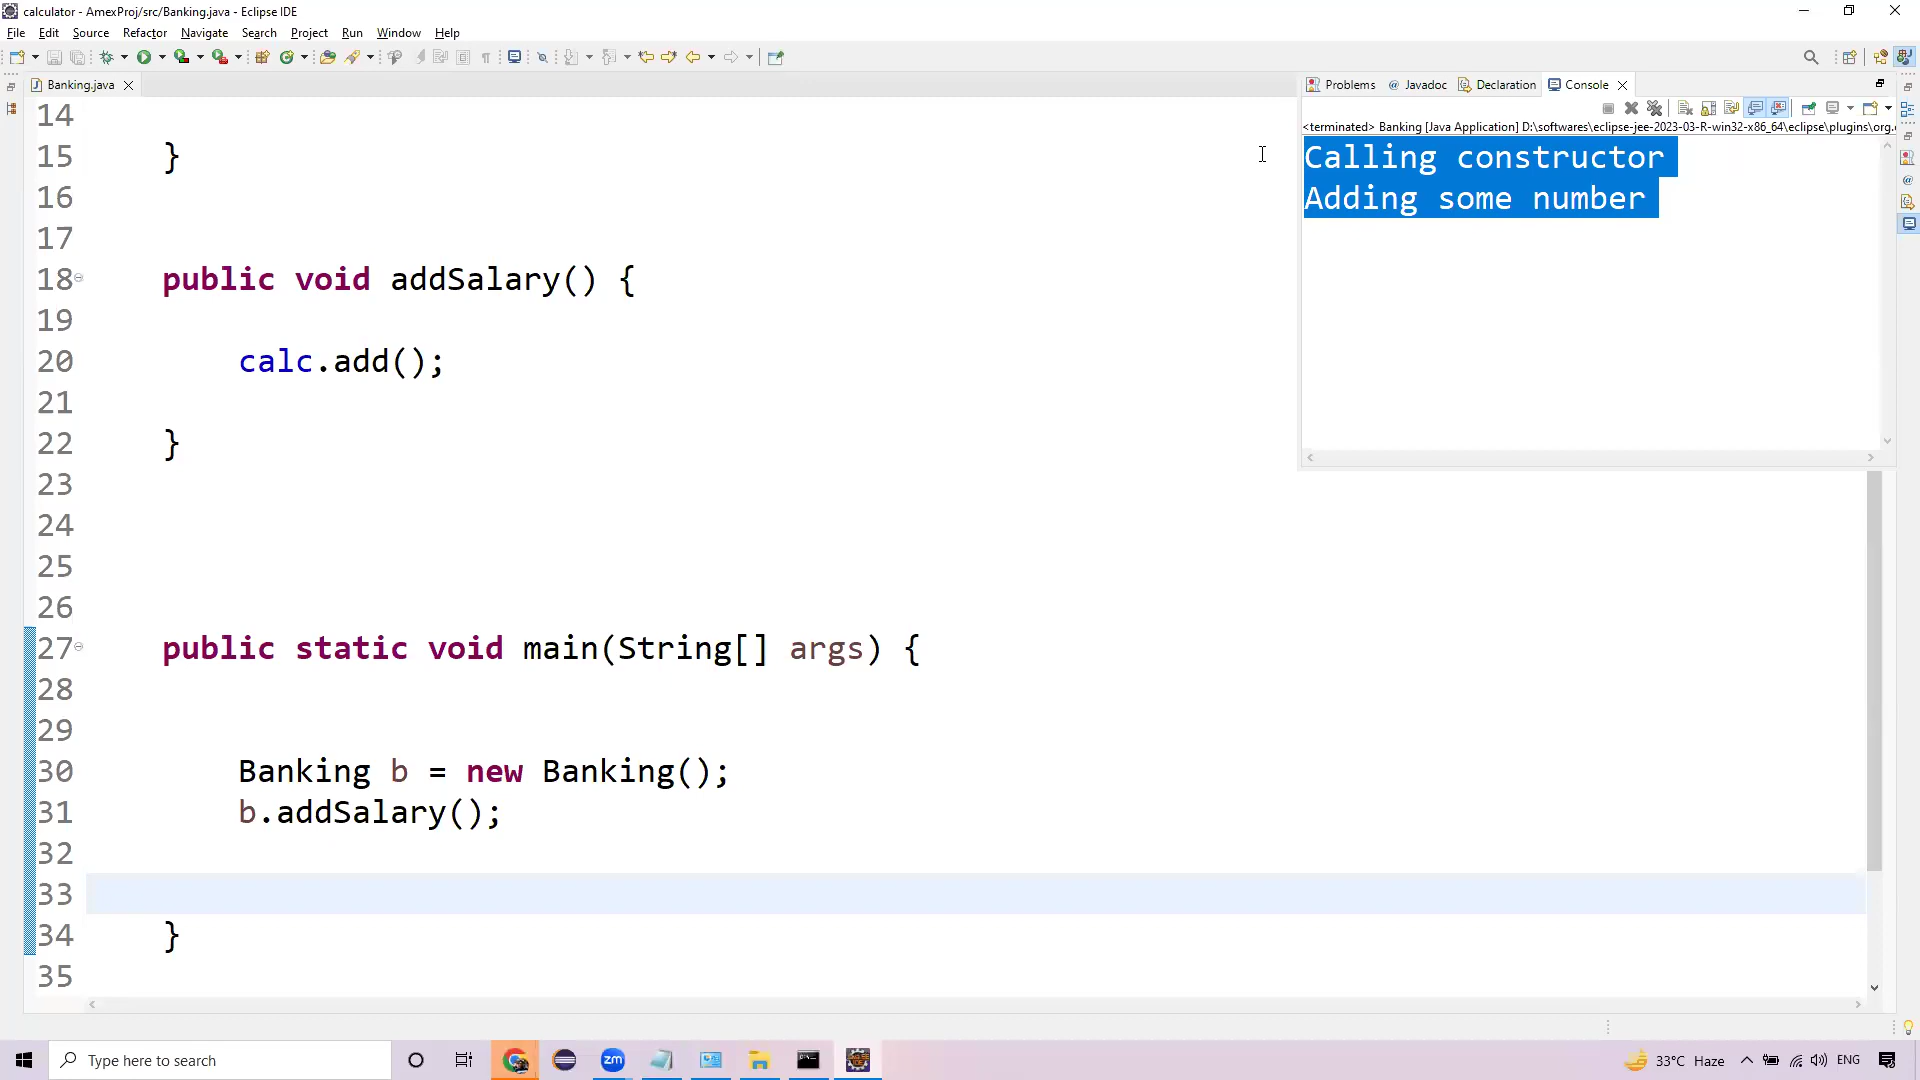 calculator - AmexProj/src/Banking.java - Eclipse IDE
File Edit Source Refactor Navigate Search Project Run Window Help
Banking.java
Problems @ Javadoc Declaration Console
<terminated> Banking [Java Application] D:\softwares\eclipse-jee-2023-03-R-win32-x86_64\eclipse\plugins\org.
Calling constructor
Adding some number
14
15 }
16
17
18 public void addSalary() {
19
20 calc.add();
21
22 }
23
24
25
26
27 public static void main(String[] args) {
28
29
30 Banking b = new Banking();
31 b.addSalary();
32
33
34 }
35
Type here to search
zm
33°C Haze
ENG